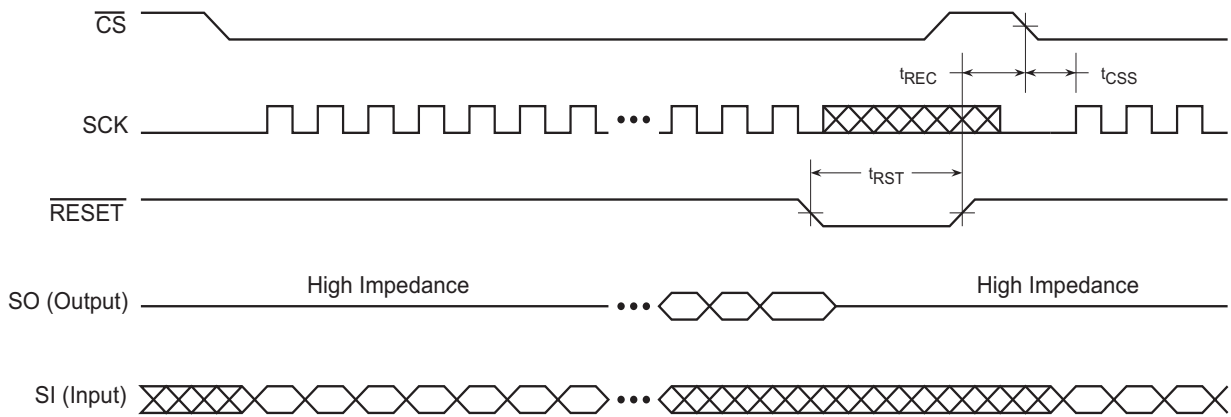 CS
tREC
tCSS
SCK
•••
tRST
RESET
High Impedance
High Impedance
SO (Output)
•••
SI (Input)
•••